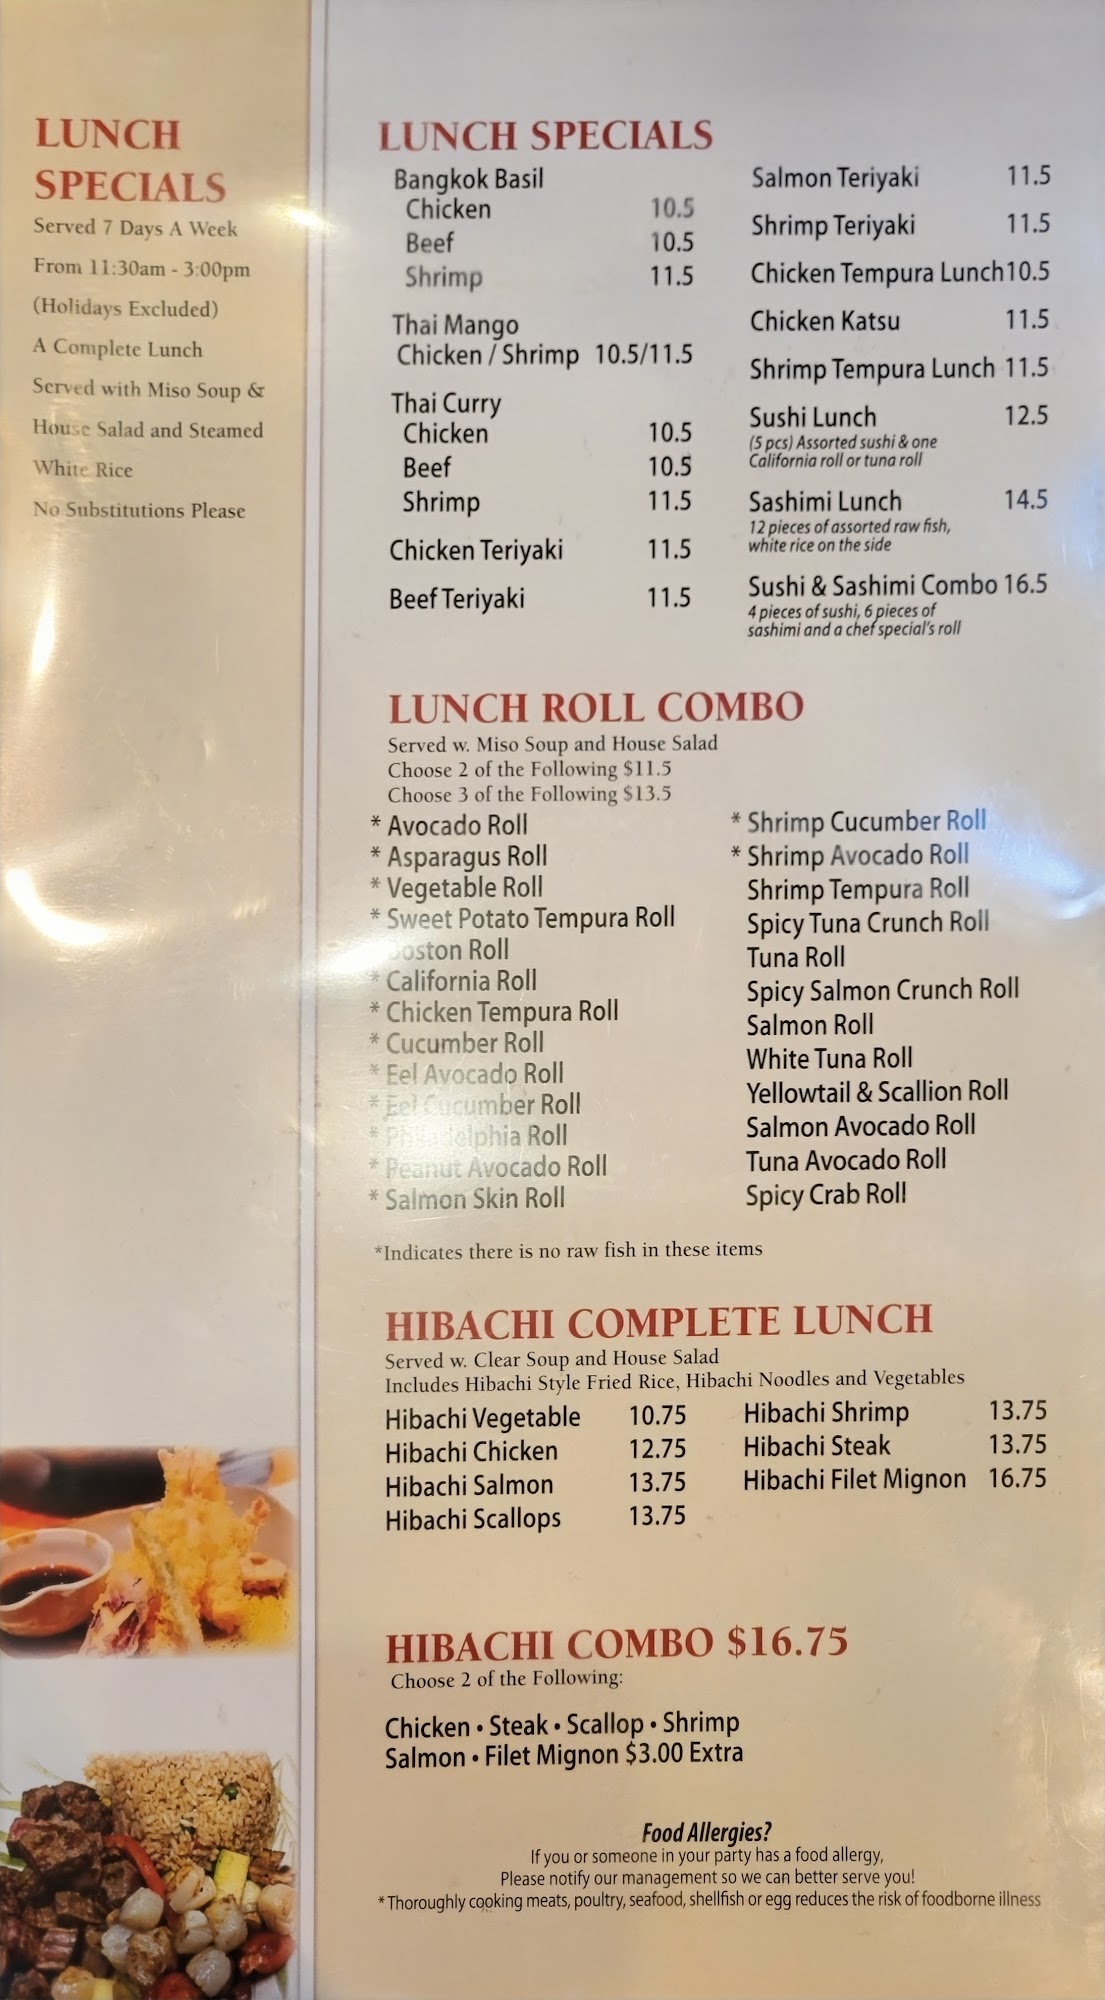 LUNCH
SPECIALS
Served 7 Days A Week
From 11:30am - 3:00pm
(Holidays Excluded)
A Complete Lunch
Served with Miso Soup &
House Salad and Steamed
White Rice
No Substitutions Please
LUNCH SPECIALS
Bangkok Basil
Chicken 10.5
Beef 10.5
Shrimp 11.5
Thai Mango
Chicken / Shrimp 10.5/11.5
Thai Curry
Chicken 10.5
Beef 10.5
Shrimp 11.5
Chicken Teriyaki 11.5
Beef Teriyaki 11.5
Salmon Teriyaki 11.5
Shrimp Teriyaki 11.5
Chicken Tempura Lunch 10.5
Chicken Katsu 11.5
Shrimp Tempura Lunch 11.5
Sushi Lunch 12.5
(5 pcs) Assorted sushi & one
California roll or tuna roll
Sashimi Lunch 14.5
12 pieces of assorted raw fish,
white rice on the side
Sushi & Sashimi Combo 16.5
4 pieces of sushi, 6 pieces of
sashimi and a chef special's roll
LUNCH ROLL COMBO
Served w. Miso Soup and House Salad
Choose 2 of the Following $11.5
Choose 3 of the Following $13.5
* Avocado Roll
* Asparagus Roll
* Vegetable Roll
* Sweet Potato Tempura Roll
Boston Roll
* California Roll
* Chicken Tempura Roll
* Cucumber Roll
* Eel Avocado Roll
* Eel Cucumber Roll
* Philadelphia Roll
* Peanut Avocado Roll
* Salmon Skin Roll
* Shrimp Cucumber Roll
* Shrimp Avocado Roll
Shrimp Tempura Roll
Spicy Tuna Crunch Roll
Tuna Roll
Spicy Salmon Crunch Roll
Salmon Roll
White Tuna Roll
Yellowtail & Scallion Roll
Salmon Avocado Roll
Tuna Avocado Roll
Spicy Crab Roll
*Indicates there is no raw fish in these items
HIBACHI COMPLETE LUNCH
Served w. Clear Soup and House Salad
Includes Hibachi Style Fried Rice, Hibachi Noodles and Vegetables
Hibachi Vegetable 10.75
Hibachi Chicken 12.75
Hibachi Salmon 13.75
Hibachi Scallops 13.75
Hibachi Shrimp 13.75
Hibachi Steak 13.75
Hibachi Filet Mignon 16.75
HIBACHI COMBO $16.75
Choose 2 of the Following:
Chicken • Steak • Scallop • Shrimp
Salmon • Filet Mignon $3.00 Extra
Food Allergies?
If you or someone in your party has a food allergy,
Please notify our management so we can better serve you!
*Thoroughly cooking meats, poultry, seafood, shellfish or egg reduces the risk of foodborne illness